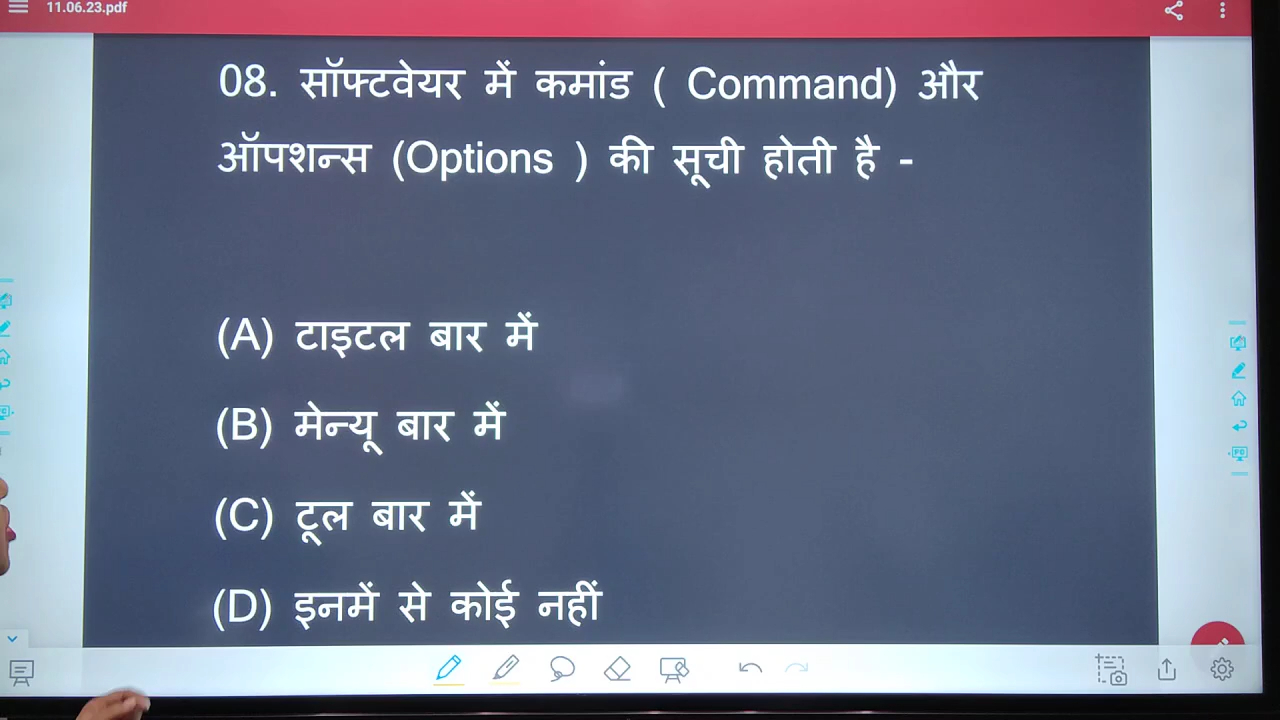 11.06.23.pdf
08. सॉफ्टवेयर में कमांड ( Command) और
ऑपशन्स (Options ) की सूची होती है -
(A) टाइटल बार में
(B) मेन्यू बार में
(C) टूल बार में
(D) इनमें से कोई नहीं